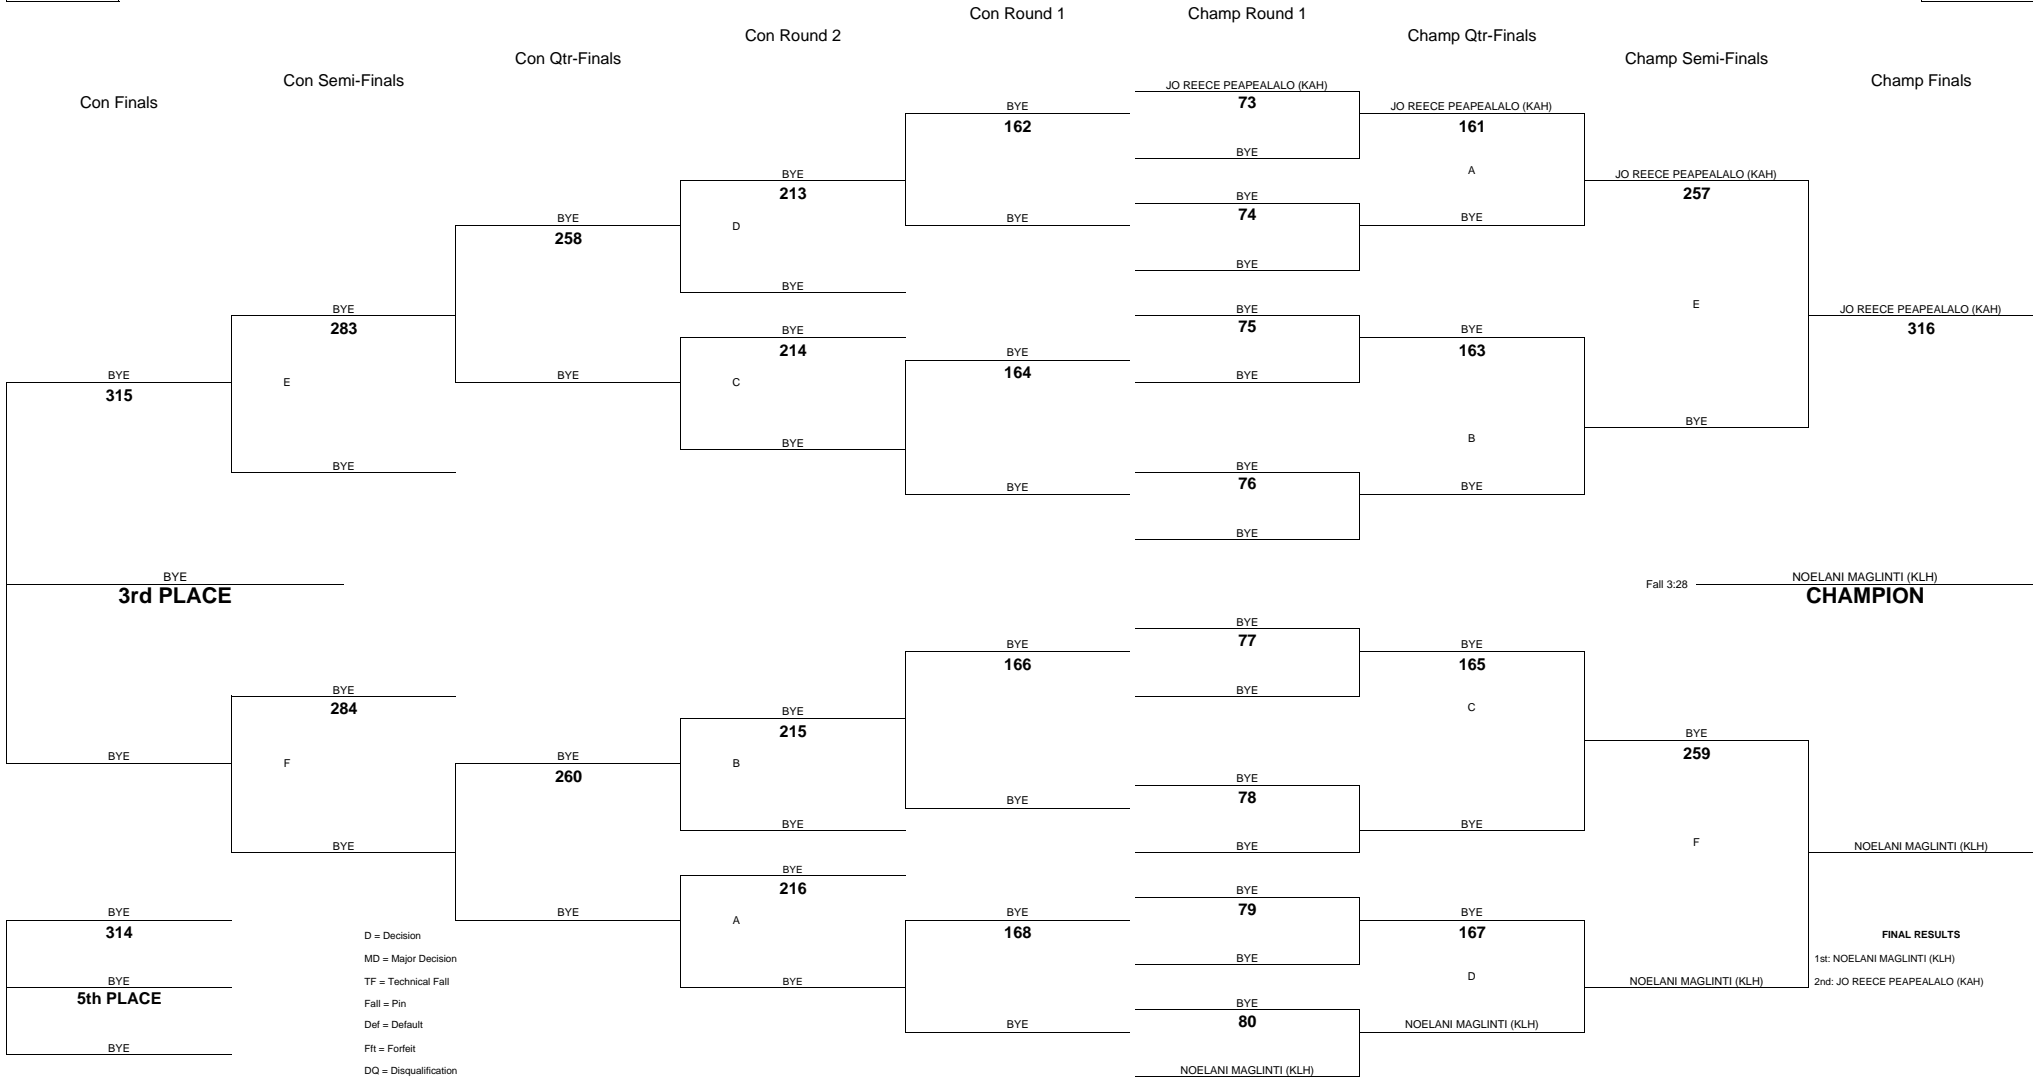 Con Round 1
Champ Round 1
Con Round 2
Champ Qtr-Finals
Con Qtr-Finals
Champ Semi-Finals
Con Semi-Finals
Champ Finals
Con Finals
JO REECE PEAPEALALO (KAH)
73
BYE
162
JO REECE PEAPEALALO (KAH)
161
BYE
A
BYE
213
JO REECE PEAPEALALO (KAH)
257
BYE
74
BYE
258
D
BYE
BYE
BYE
BYE
E
BYE
283
BYE
75
JO REECE PEAPEALALO (KAH)
316
BYE
214
BYE
163
BYE
164
BYE
315
E
BYE
C
BYE
BYE
BYE
B
BYE
BYE
76
BYE
BYE
BYE
BYE
3rd PLACE
Fall 3:28
NOELANI MAGLINTI (KLH)
CHAMPION
BYE
77
BYE
166
BYE
165
BYE
284
BYE
C
BYE
215
BYE
259
BYE
F
BYE
260
B
BYE
78
BYE
BYE
BYE
BYE
BYE
F
NOELANI MAGLINTI (KLH)
BYE
216
BYE
79
BYE
314
BYE
A
BYE
168
BYE
167
D = Decision
FINAL RESULTS
MD = Major Decision
BYE
1st: NOELANI MAGLINTI (KLH)
BYE
5th PLACE
TF = Technical Fall
BYE
D
NOELANI MAGLINTI (KLH)
2nd: JO REECE PEAPEALALO (KAH)
Fall = Pin
BYE
80
Def = Default
BYE
NOELANI MAGLINTI (KLH)
BYE
Fft = Forfeit
DQ = Disqualification
NOELANI MAGLINTI (KLH)